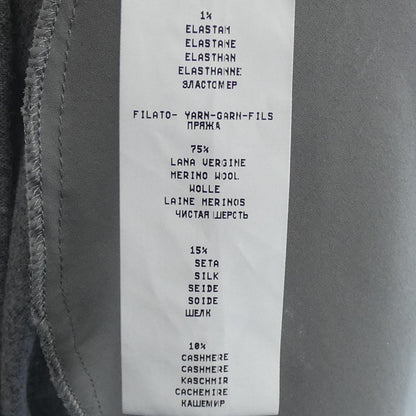 1%
ELASTAM
ELASTANE
ELASTHAN
ELASTHANNE
ЭЛАСТОМЕР
FILATO- YARN-GARN-FILS
ПРЯЖА
75%
LANA VERGINE
MERINO WOOL
WOLLE
LAINE MERINOS
ЧИСТАЯ ШЕРСТЬ
15%
SETA
SILK
SEIDE
SOIDE
ШЕЛК
10%
CASHMERE
CASHMERE
KASCHMIR
CACHEMIRE
КАШЕМИР